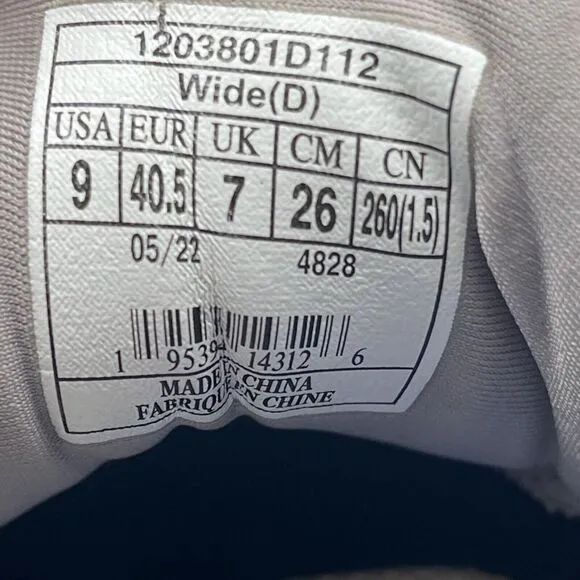 1203801D112
Wide(D)
USA EUR UK CM CN
9 40.5 7 26 260(1.5)
05/22 4828
1 14312 6
MADE IN CHINA
FABRIQUE EN CHINE